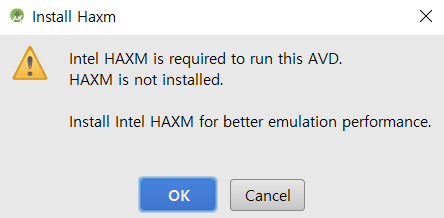 Install Haxm
Intel HAXM is required to run this AVD.
HAXM is not installed.
Install Intel HAXM for better emulation performance.
OK
Cancel